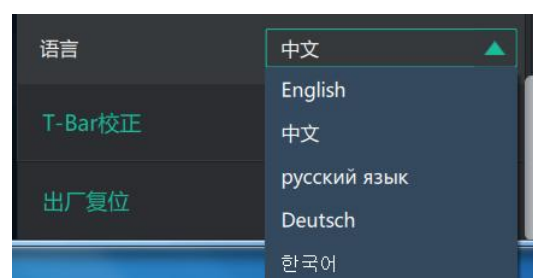 语言
中文
English
T-Bar校正
中文
русский язык
出厂复位
Deutsch
한국어